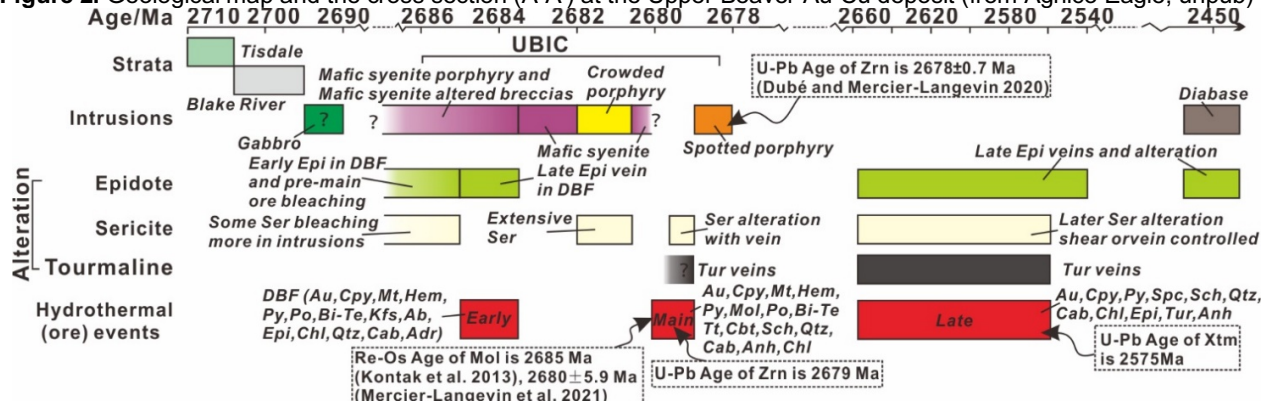 Figure 2. Geological map and the cross section (A-A') at the Upper Beaver Au-Cu deposit (from Agnico Eagle, unpub)
Age/Ma 2710 2700 2690 2686 2684 2682 2680 2678 2660 2620 2580 2540 2450
UBIC
Strata
Tisdale
Blake River
Mafic syenite porphyry and
Mafic syenite altered breccias
Crowded
porphyry
U-Pb Age of Zrn is 2678±0.7 Ma
(Dubé and Mercier-Langevin 2020)
Diabase
Intrusions
?
?
?
Gabbro
Mafic syenite
Spotted porphyry
Alteration
Epidote
Early Epi in DBF
and pre-main
ore bleaching
Late Epi vein
in DBF
Late Epi veins and alteration
Sericite
Some Ser bleaching
more in intrusions
Extensive
Ser
Ser alteration
with vein
Later Ser alteration
shear orvein controlled
Tourmaline
?
Tur veins
Tur veins
Hydrothermal
(ore) events
DBF (Au,Cpy,Mt,Hem,
Py,Po,Bi-Te,Kfs,Ab,
Epi,Chl,Qtz,Cab,Adr)
Early
Main
Au,Cpy,Mt,Hem,
Py,Mol,Po,Bi-Te
Tt,Cbt,Sch,Qtz,
Cab,Anh,Chl
Late
Au,Cpy,Py,Spc,Sch,Qtz,
Cab,Chl,Epi,Tur,Anh
Re-Os Age of Mol is 2685 Ma
(Kontak et al. 2013), 2680±5.9 Ma
(Mercier-Langevin et al. 2021)
U-Pb Age of Zrn is 2679 Ma
U-Pb Age of Xtm
is 2575Ma